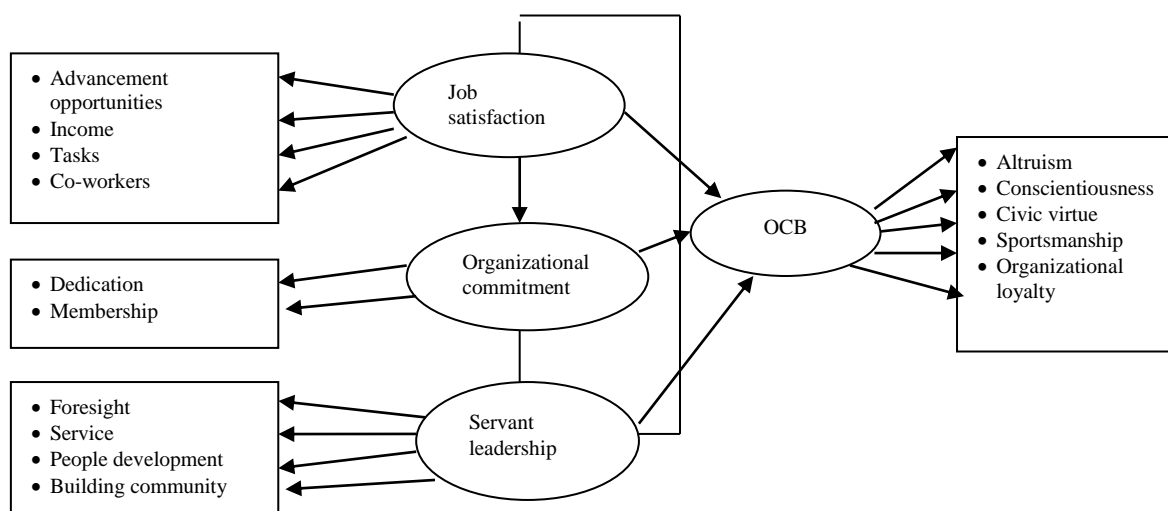 • Advancement
opportunities
• Income
• Tasks
• Co-workers
Job
satisfaction
• Altruism
• Conscientiousness
• Civic virtue
• Sportsmanship
• Organizational
loyalty
OCB
• Dedication
• Membership
Organizational
commitment
• Foresight
• Service
• People development
• Building community
Servant
leadership